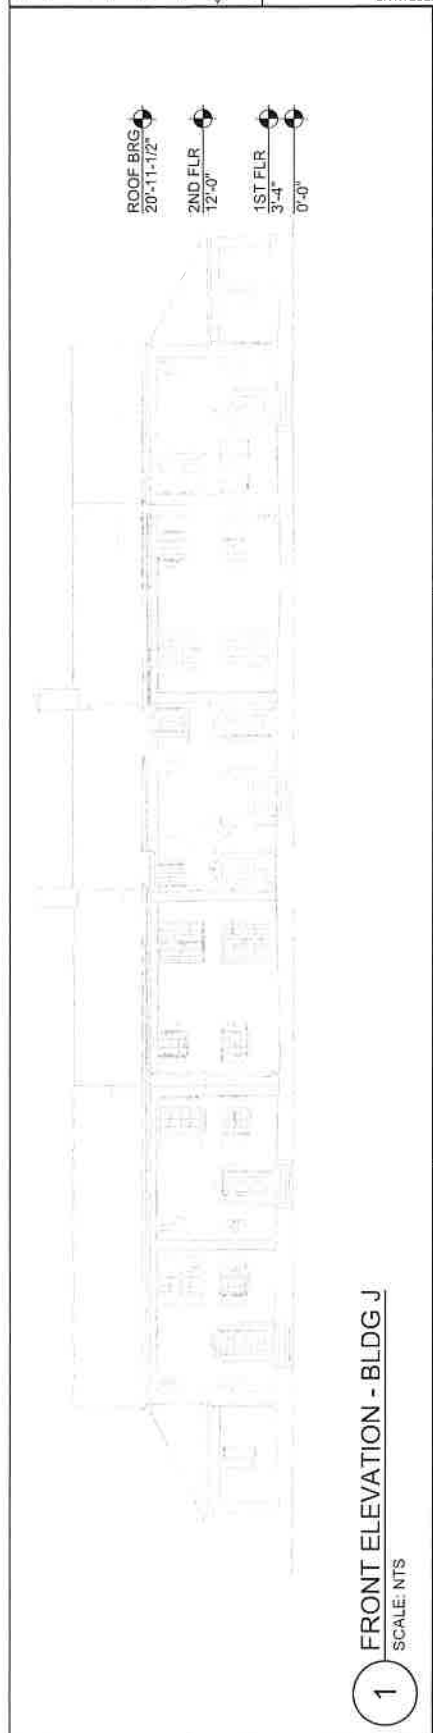 ROOF BRG
20'-11-1/2"
2ND FLR
12'-0"
1ST FLR
3'-4"
0'-0"
1
FRONT ELEVATION - BLDG J
SCALE: NTS